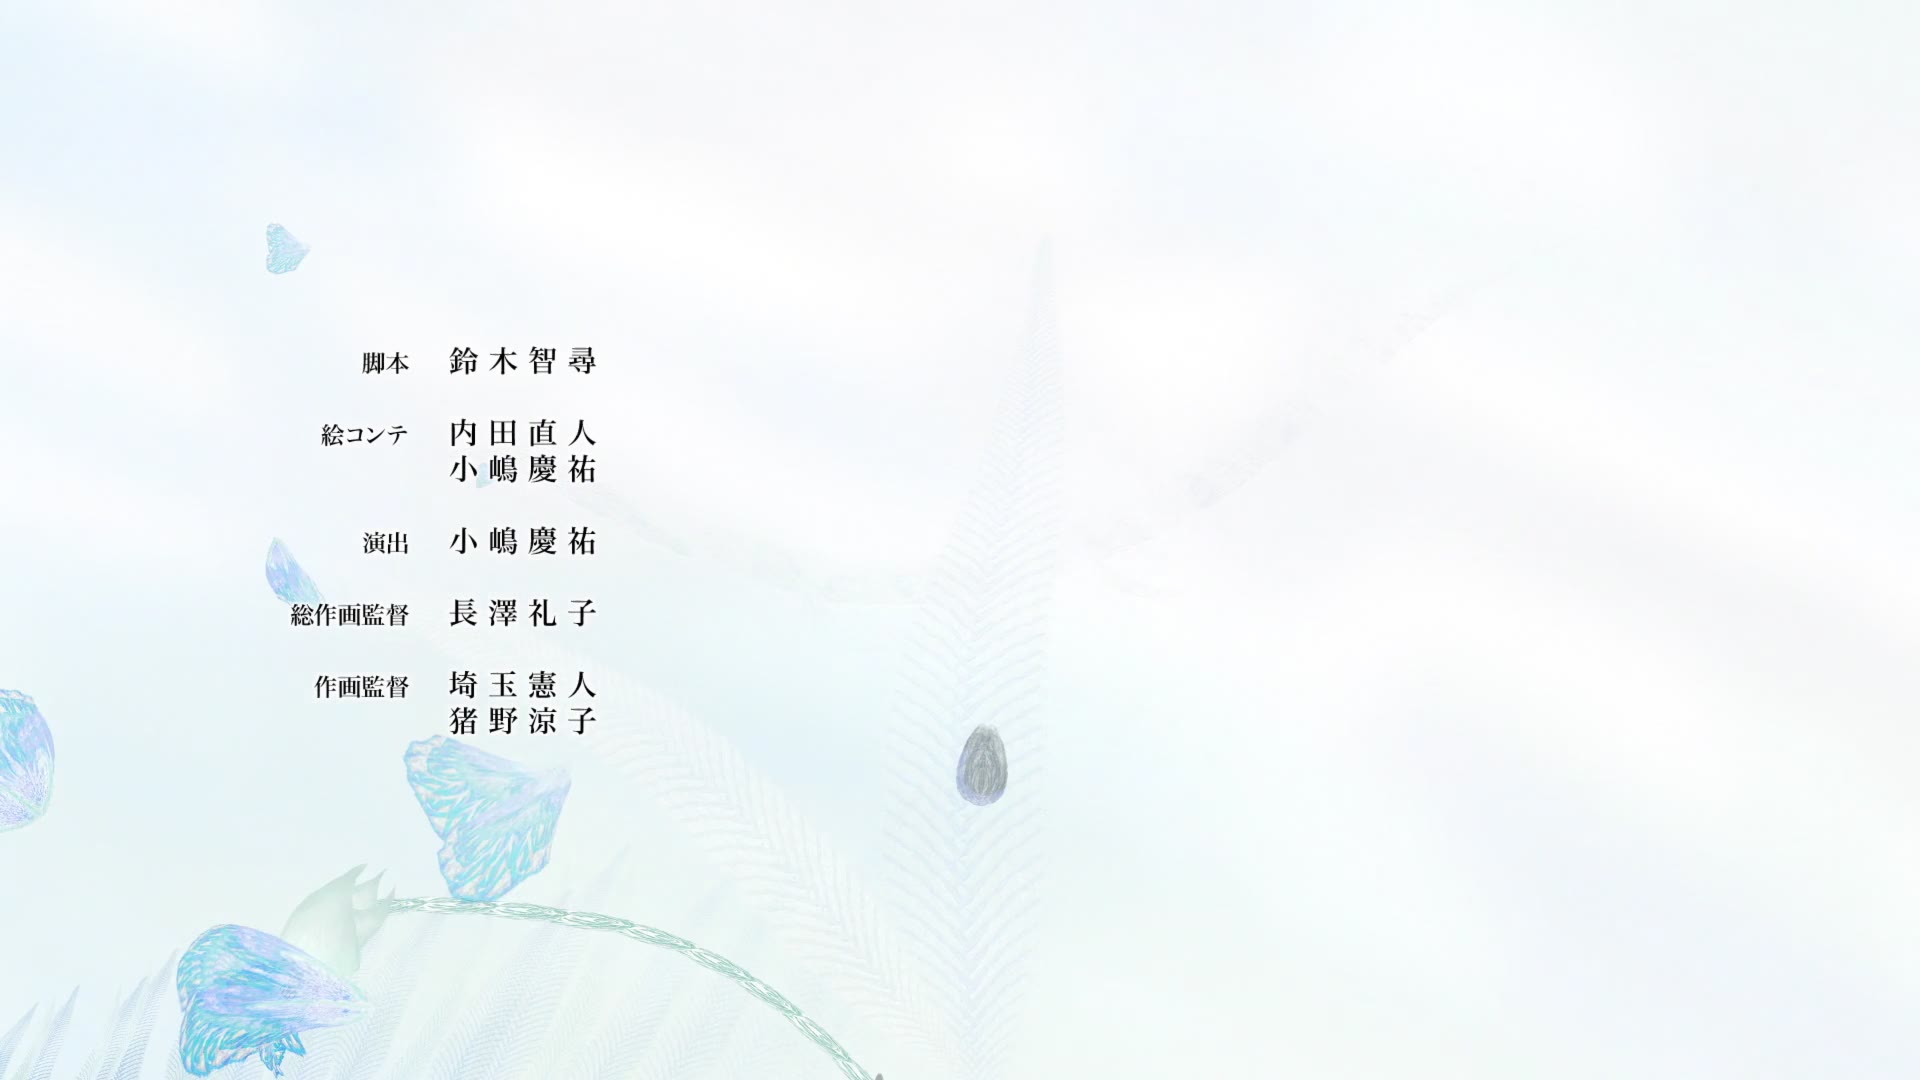 脚本 鈴木智尋
絵コンテ 内田直人
小嶋慶祐
演出 小嶋慶祐
総作画監督 長澤礼子
作画監督 埼玉憲人
猪野涼子